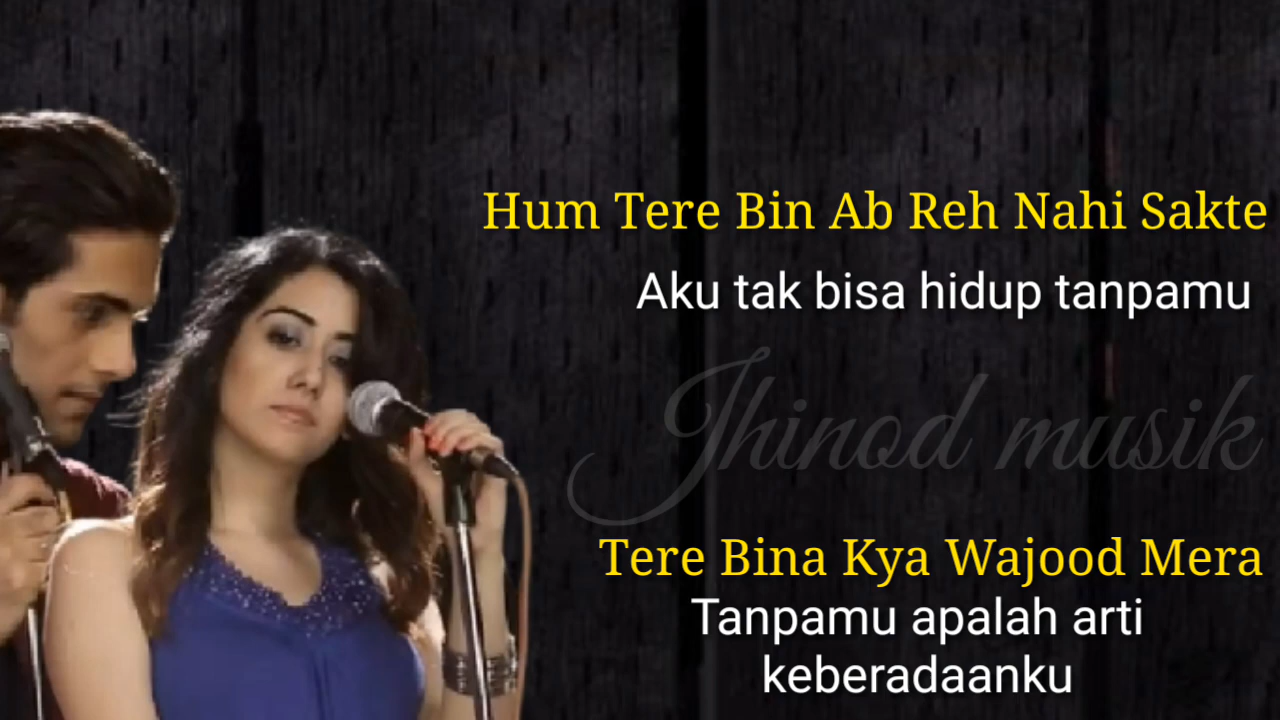 Hum Tere Bin Ab Reh Nahi Sakte
Aku tak bisa hidup tanpamu
Jhinod musik
Tere Bina Kya Wajood Mera
Tanpamu apalah arti
keberadaanku